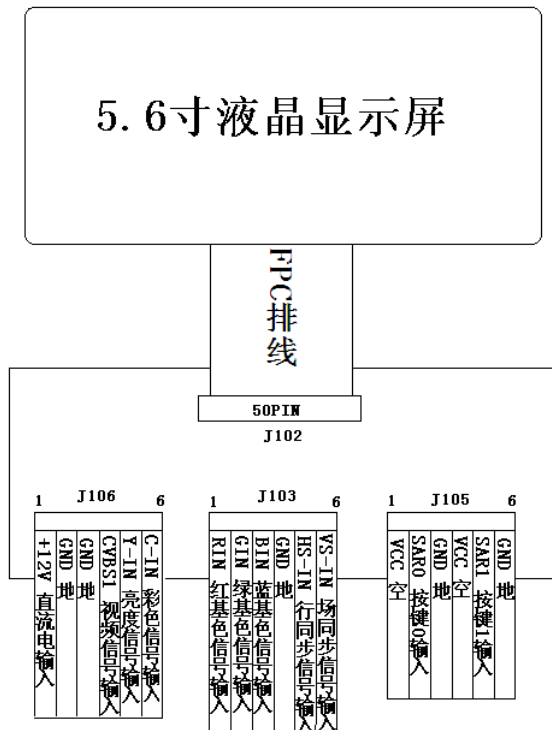 5.6寸液晶显示屏
FPC排线
50PIN
J102
1 J106 6
+12V 直流电输入
GND 地
GND 地
CVBS1 视频信号输入
Y-IN 亮度信号输入
C-IN 彩色信号输入
J103 6
RIN 红基色信号输入
GIN 绿基色信号输入
BIN 蓝基色信号输入
GND 地
HS-IN 行同步信号输入
VS-IN 场同步信号输入
1 J105 6
VCC 空
SAR0 按键0输入
GND 地
VCC 空
SAR1 按键1输入
GND 地